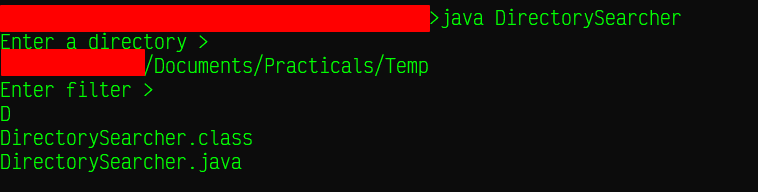 >java DirectorySearcher
Enter a directory >
/Documents/Practicals/Temp
Enter filter >
D
DirectorySearcher.class
DirectorySearcher.java